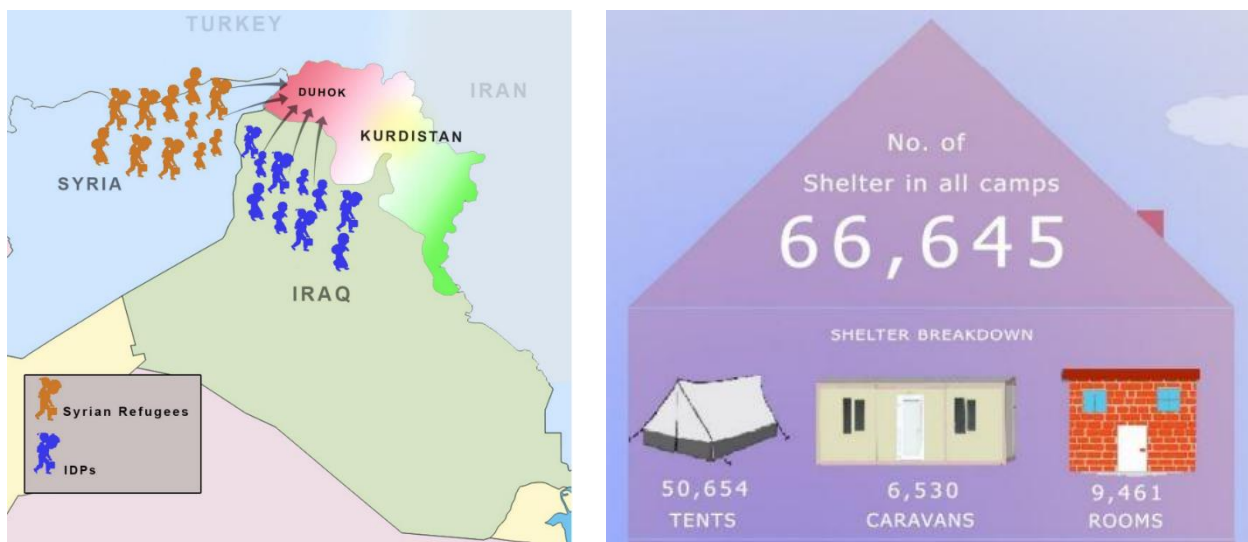 TURKEY
IRAN
DUHOK
KURDISTAN
SYRIA
IRAQ
Syrian Refugees
IDPs
No. of
Shelter in all camps
66,645
SHELTER BREAKDOWN
50,654
TENTS
6,530
CARAVANS
9,461
ROOMS